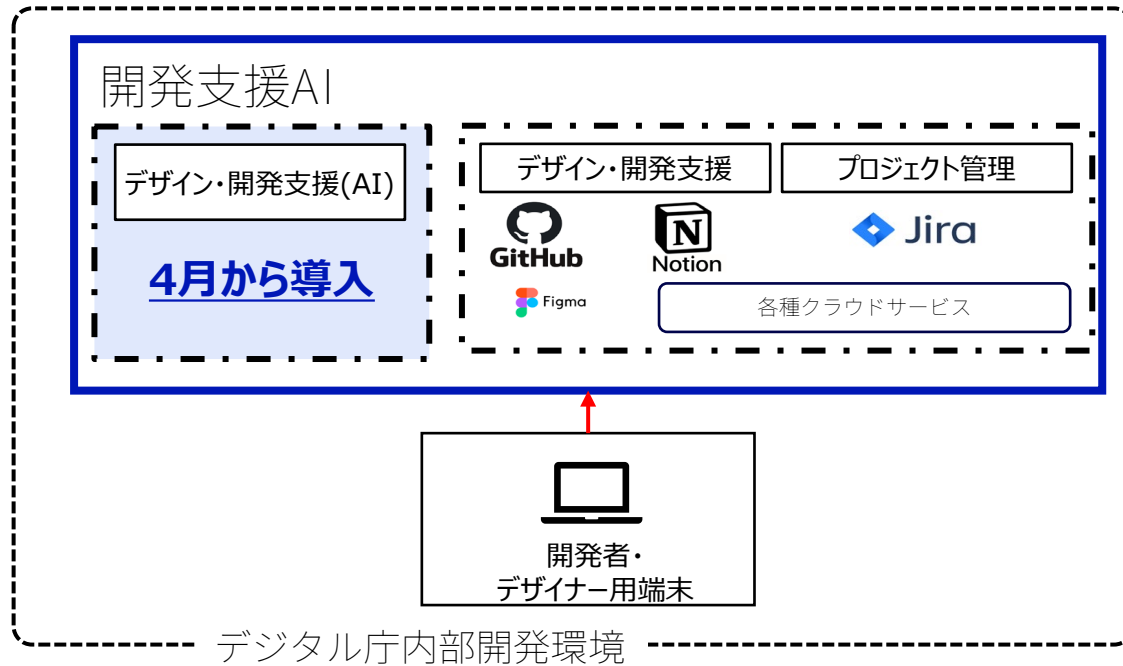 開発支援AI
デザイン・開発支援(AI)
4月から導入
デザイン・開発支援
プロジェクト管理
GitHub
Notion
Jira
Figma
各種クラウドサービス
開発者・
デザイナー用端末
デジタル庁内部開発環境